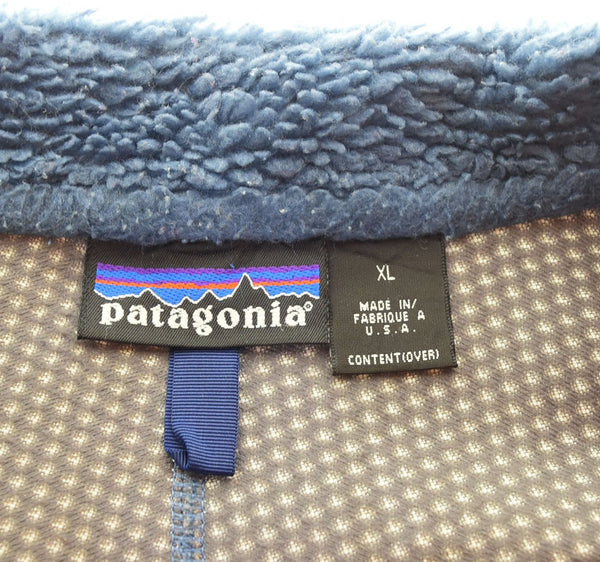 patagonia®
XL
MADE IN/
FABRIQUE A
U.S.A.
CONTENT(OVER)